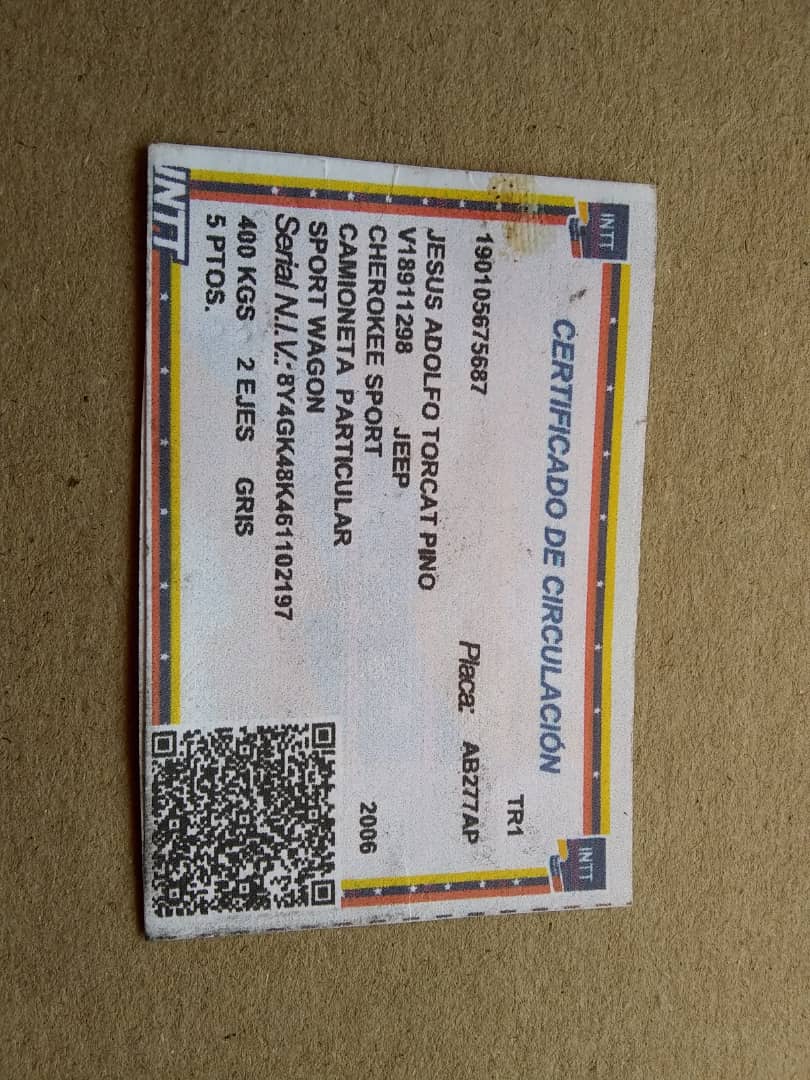 INTT
INTT
CERTIFICADO DE CIRCULACIÓN
TR1
190105675687 Placa: AB277AP
JESUS ADOLFO TORCAT PINO
V18911298 JEEP
CHEROKEE SPORT 2006
CAMIONETA PARTICULAR
SPORT WAGON
Serial N.I.V.: 8Y4GK48K461102197
400 KGS 2 EJES GRIS
5 PTOS.
INTT